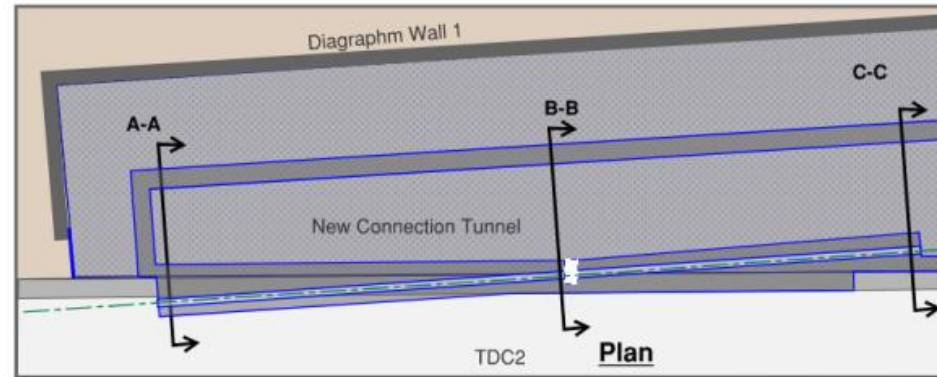 Diagraphm Wall 1
C-C
B-B
A-A
New Connection Tunnel
TDC2
Plan